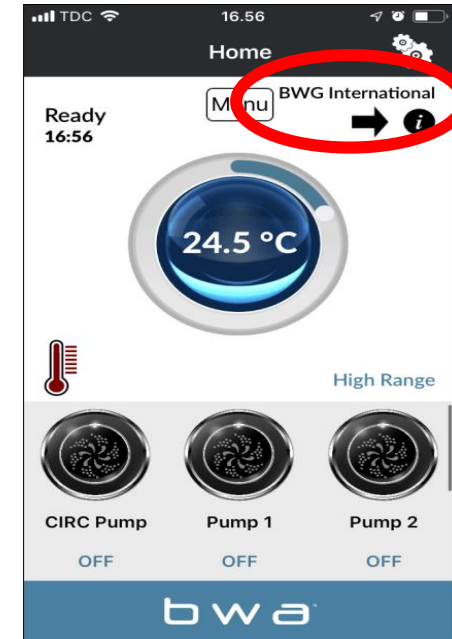 TDC 16.56
Home
Menu BWG International
Ready
16:56
i
24.5 °C
High Range
CIRC Pump Pump 1 Pump 2
OFF OFF OFF
bwa